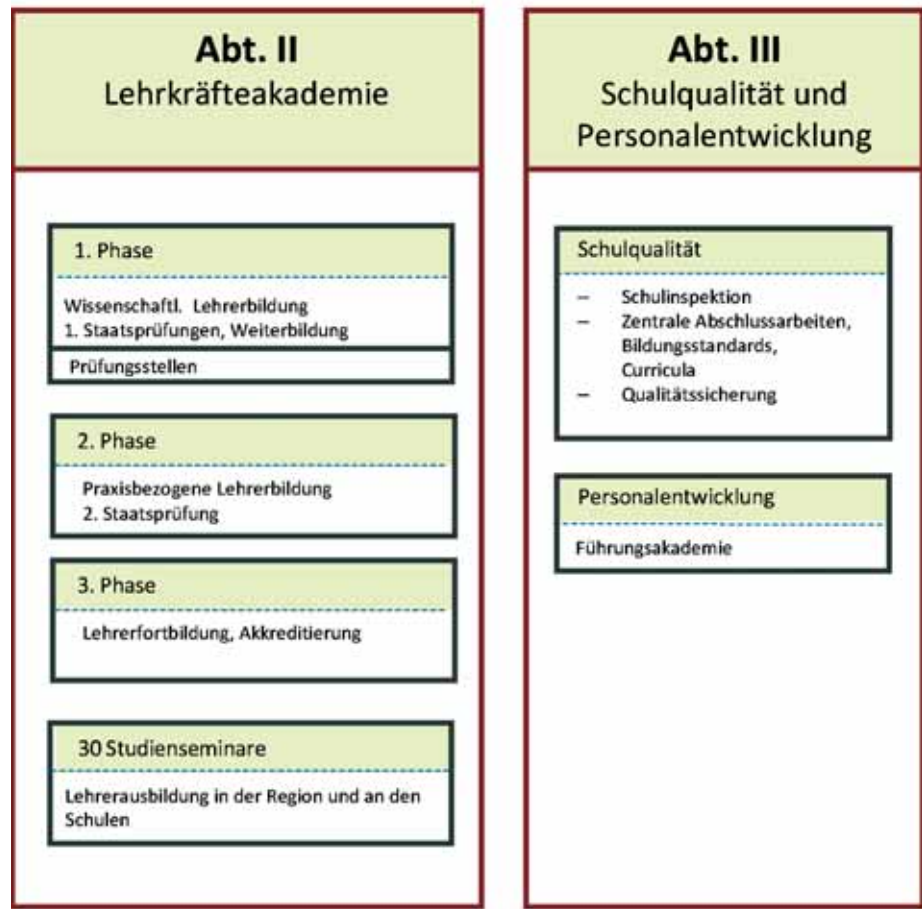 Abt. II
Lehrkräfteakademie
1. Phase
Wissenschaftl. Lehrerbildung
1. Staatsprüfungen, Weiterbildung
Prüfungsstellen
2. Phase
Praxisbezogene Lehrerbildung
2. Staatsprüfung
3. Phase
Lehrerfortbildung, Akkreditierung
30 Studienseminare
Lehrerausbildung in der Region und an den
Schulen
Abt. III
Schulqualität und
Personalentwicklung
Schulqualität
– Schulinspektion
– Zentrale Abschlussarbeiten,
Bildungsstandards,
Curricula
– Qualitätssicherung
Personalentwicklung
Führungsakademie